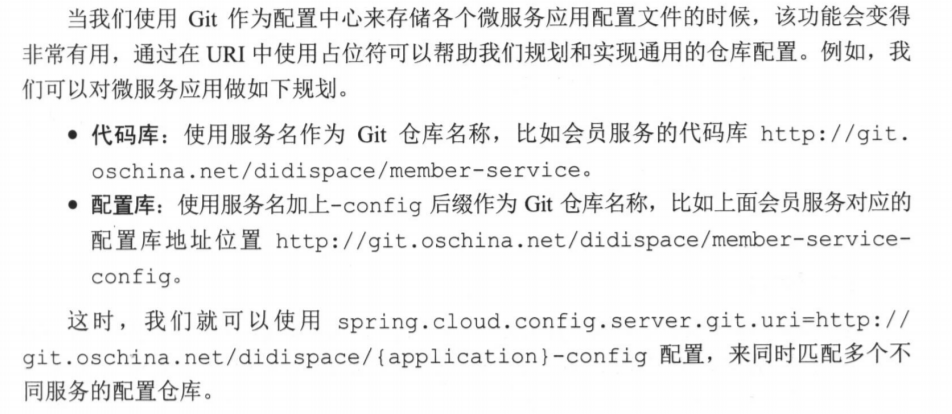 当我们使用 Git 作为配置中心来存储各个微服务应用配置文件的时候，该功能会变得
非常有用，通过在 URI 中使用占位符可以帮助我们规划和实现通用的仓库配置。例如，我
们可以对微服务应用做如下规划。
● 代码库：使用服务名作为 Git 仓库名称，比如会员服务的代码库 http://git.
oschina.net/didispace/member-service。
● 配置库：使用服务名加上-config 后缀作为 Git 仓库名称，比如上面会员服务对应的
配置库地址位置 http://git.oschina.net/didispace/member-service-
config。
这时，我们就可以使用 spring.cloud.config.server.git.uri=http://
git.oschina.net/didispace/{application}-config 配置，来同时匹配多个不
同服务的配置仓库。